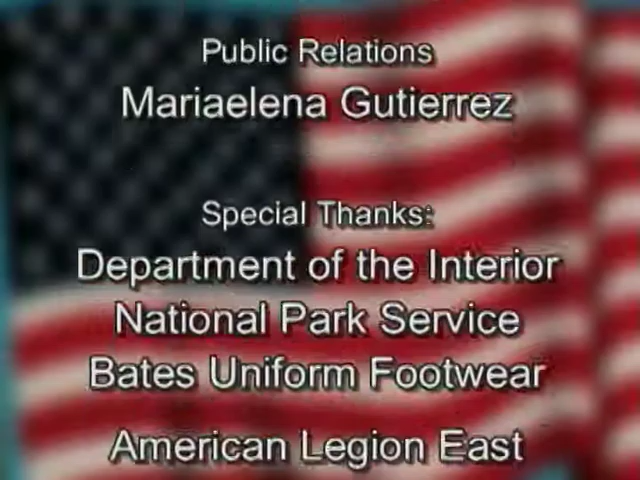 Public Relations
Mariaelena Gutierrez
Special Thanks:
Department of the Interior
National Park Service
Bates Uniform Footwear
American Legion East